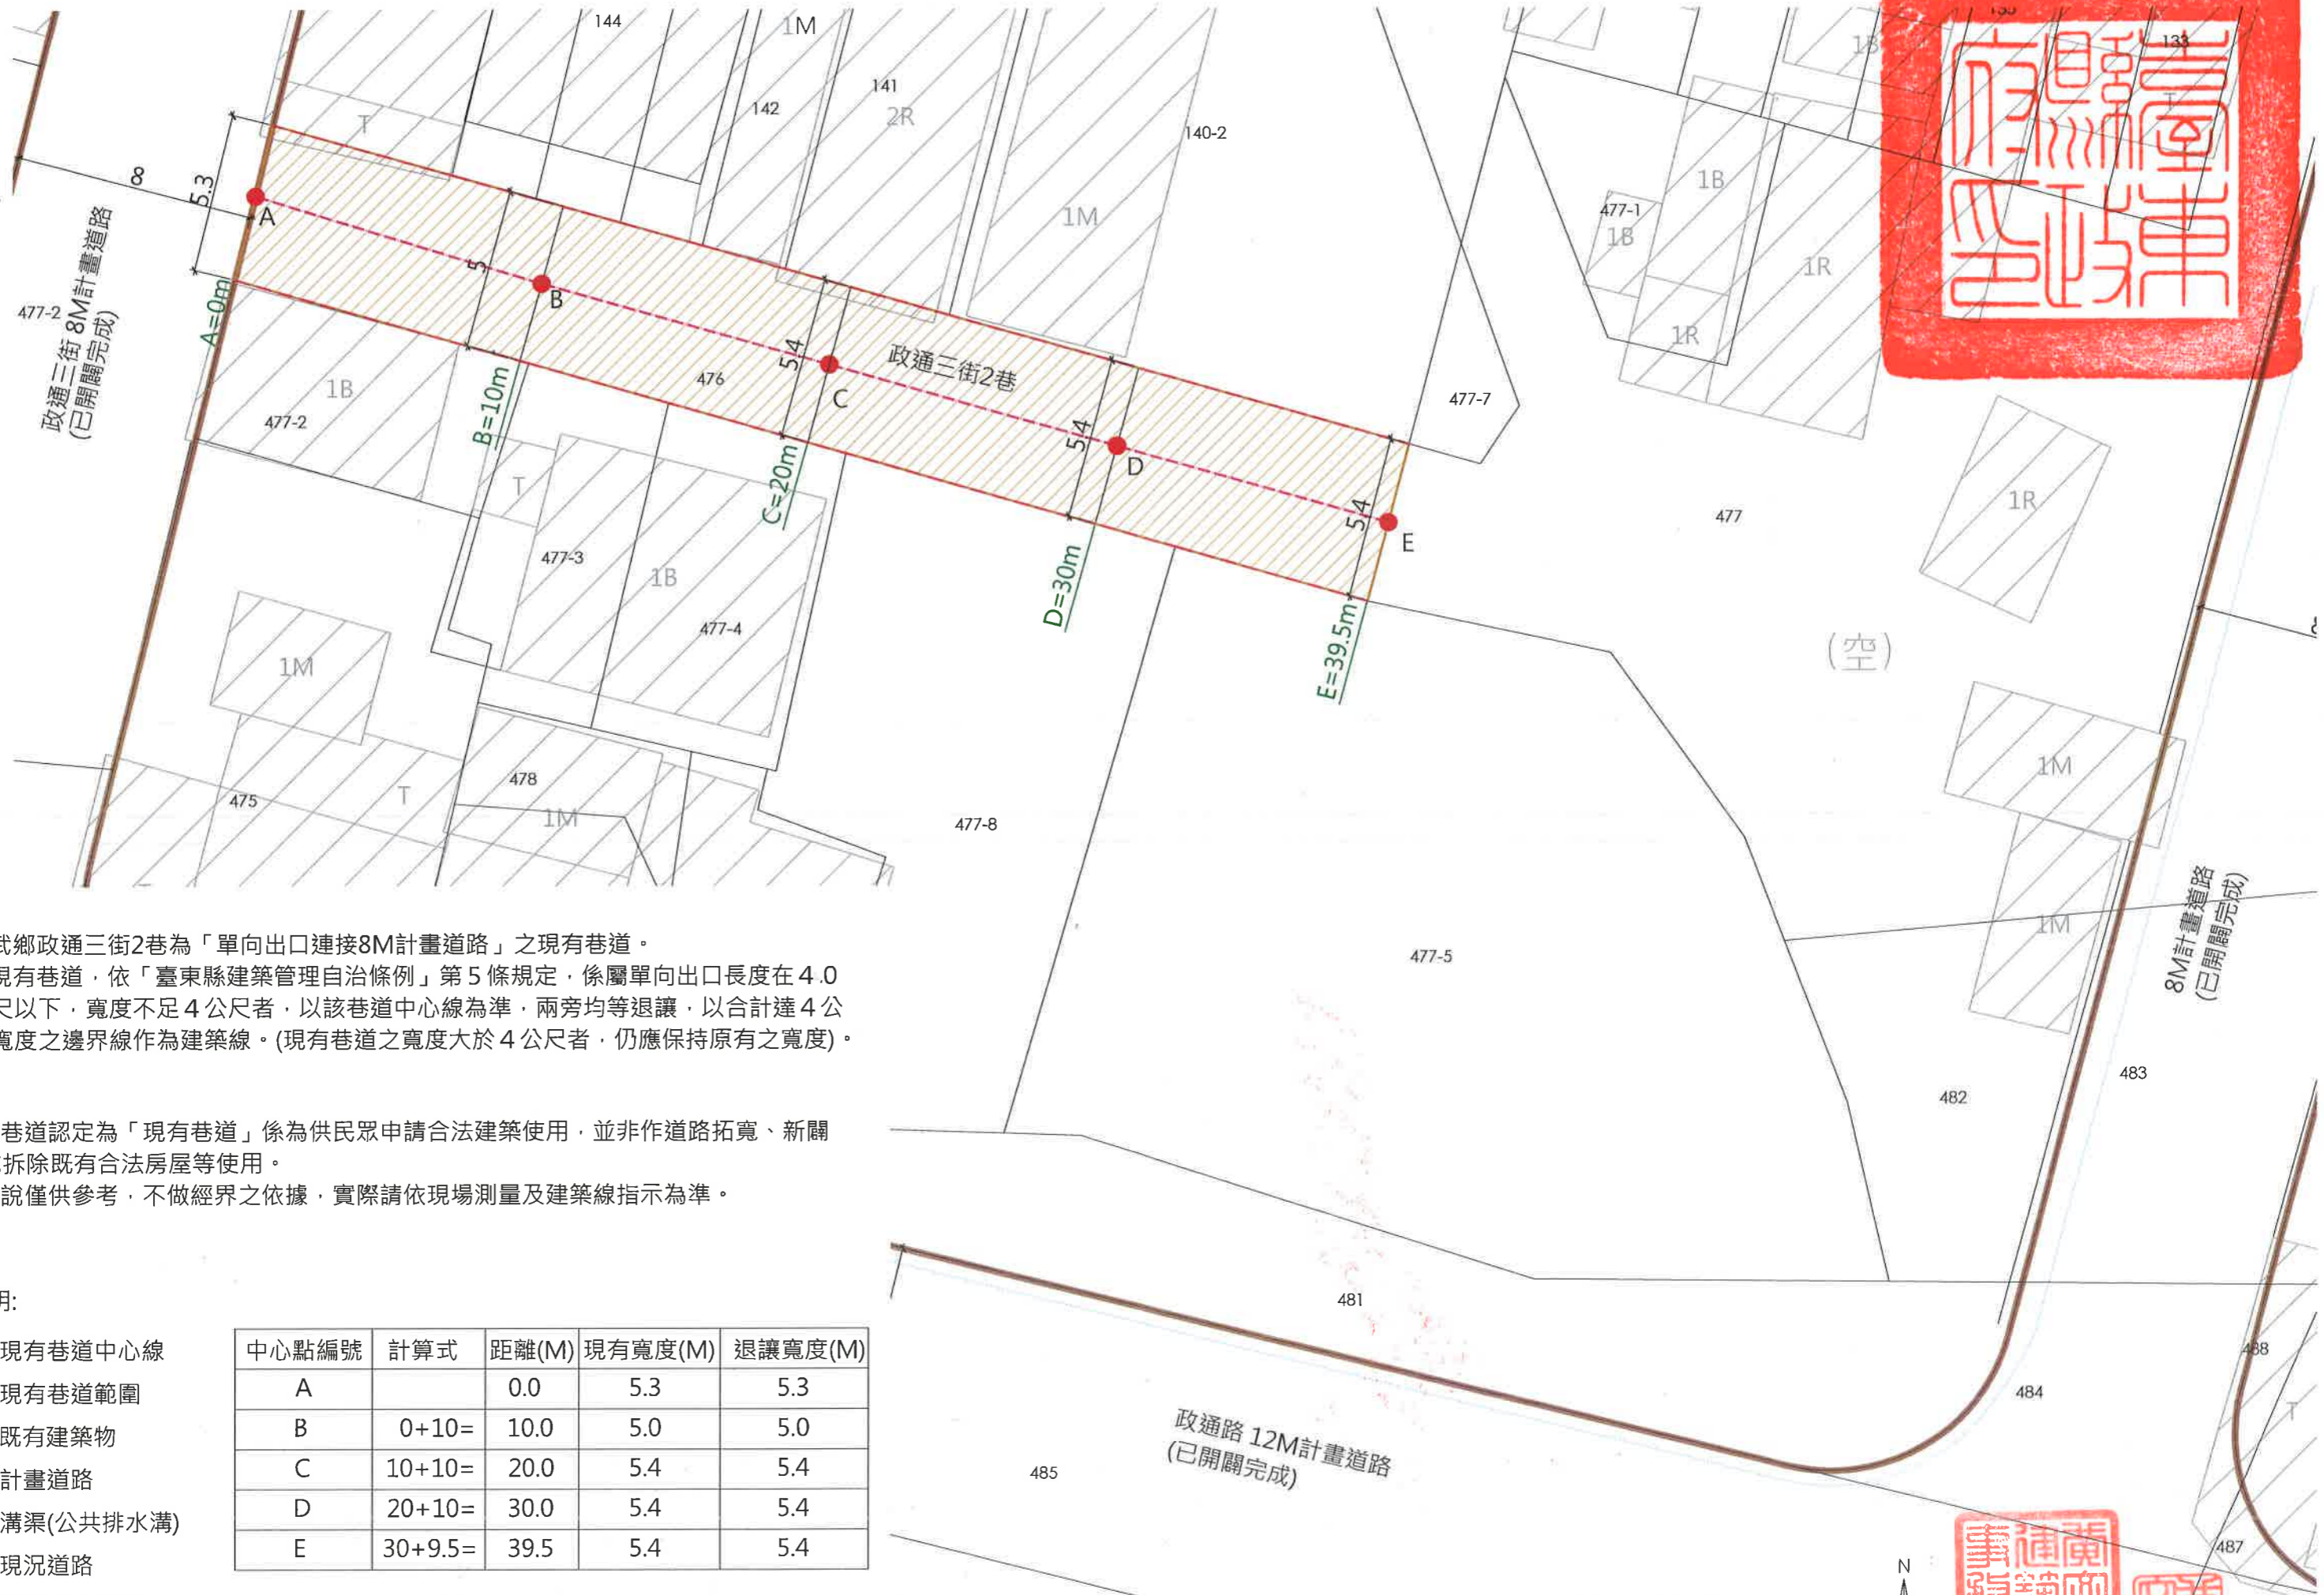 144
1M
141
142
2R
T
140-2
133
1B
T
臺東
縣政
府印
8
5.3
A
477-2
政通三街 8M計畫道路
(已開闢完成)
A=0m
5
B
B=10m
1M
477-1
1B
1B
1R
1R
1B
477-2
476
5.4
C
C=20m
政通三街2巷
5.4
D
D=30m
5.4
E
E=39.5m
477-7
477
1R
(空)
T
477-3
1B
477-4
1M
475
T
478
1M
477-8
1M
1M
477-5
8M計畫道路
(已開闢完成)
482
483
武鄉政通三街2巷為「單向出口連接8M計畫道路」之現有巷道。
現有巷道，依「臺東縣建築管理自治條例」第5條規定，係屬單向出口長度在4.0
尺以下，寬度不足4公尺者，以該巷道中心線為準，兩旁均等退讓，以合計達4公
寬度之邊界線作為建築線。(現有巷道之寬度大於4公尺者，仍應保持原有之寬度)。
巷道認定為「現有巷道」係為供民眾申請合法建築使用，並非作道路拓寬、新闢
拆除既有合法房屋等使用。
說僅供參考，不做經界之依據，實際請依現場測量及建築線指示為準。
明:
現有巷道中心線
現有巷道範圍
既有建築物
計畫道路
溝渠(公共排水溝)
現況道路
中心點編號 計算式 距離(M) 現有寬度(M) 退讓寬度(M)
A 0.0 5.3 5.3
B 0+10= 10.0 5.0 5.0
C 10+10= 20.0 5.4 5.4
D 20+10= 30.0 5.4 5.4
E 30+9.5= 39.5 5.4 5.4
481
政通路 12M計畫道路
(已開闢完成)
485
484
488
T
487
N